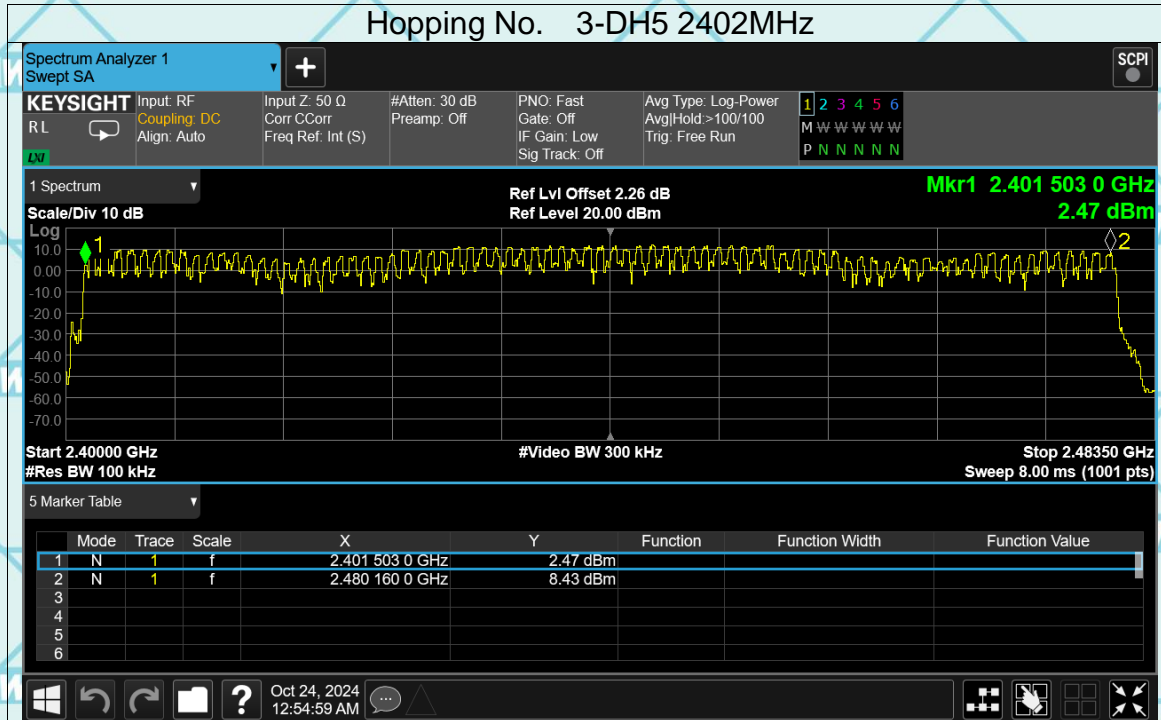 Hopping No. 3-DH5 2402MHz
Spectrum Analyzer 1
Swept SA
+
SCPI
KEYSIGHT
RL
LXI
Input: RF
Coupling: DC
Align: Auto
Input Z: 50 Ω
Corr CCorr
Freq Ref: Int (S)
#Atten: 30 dB
Preamp: Off
PNO: Fast
Gate: Off
IF Gain: Low
Sig Track: Off
Avg Type: Log-Power
Avg|Hold:>100/100
Trig: Free Run
1 2 3 4 5 6
M W W W W W
P N N N N N
1 Spectrum
Scale/Div 10 dB
Ref Lvl Offset 2.26 dB
Ref Level 20.00 dBm
Mkr1 2.401 503 0 GHz
2.47 dBm
Log
1
2
10.0
0.00
-10.0
-20.0
-30.0
-40.0
-50.0
-60.0
-70.0
Start 2.40000 GHz
#Res BW 100 kHz
#Video BW 300 kHz
Stop 2.48350 GHz
Sweep 8.00 ms (1001 pts)
5 Marker Table
Mode Trace Scale X Y Function Function Width Function Value
1 N 1 f 2.401 503 0 GHz 2.47 dBm
2 N 1 f 2.480 160 0 GHz 8.43 dBm
3
4
5
6
?
Oct 24, 2024
12:54:59 AM